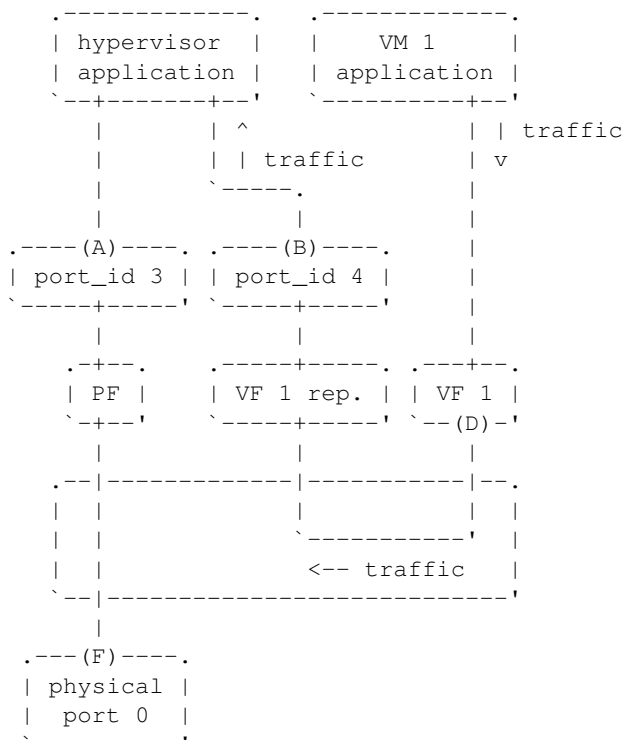 hypervisor VM 1
application application
traffic
traffic
(A) (B)
port_id 3 port_id 4
PF VF 1 rep. VF 1
(D)
<-- traffic
(F)
physical
port 0